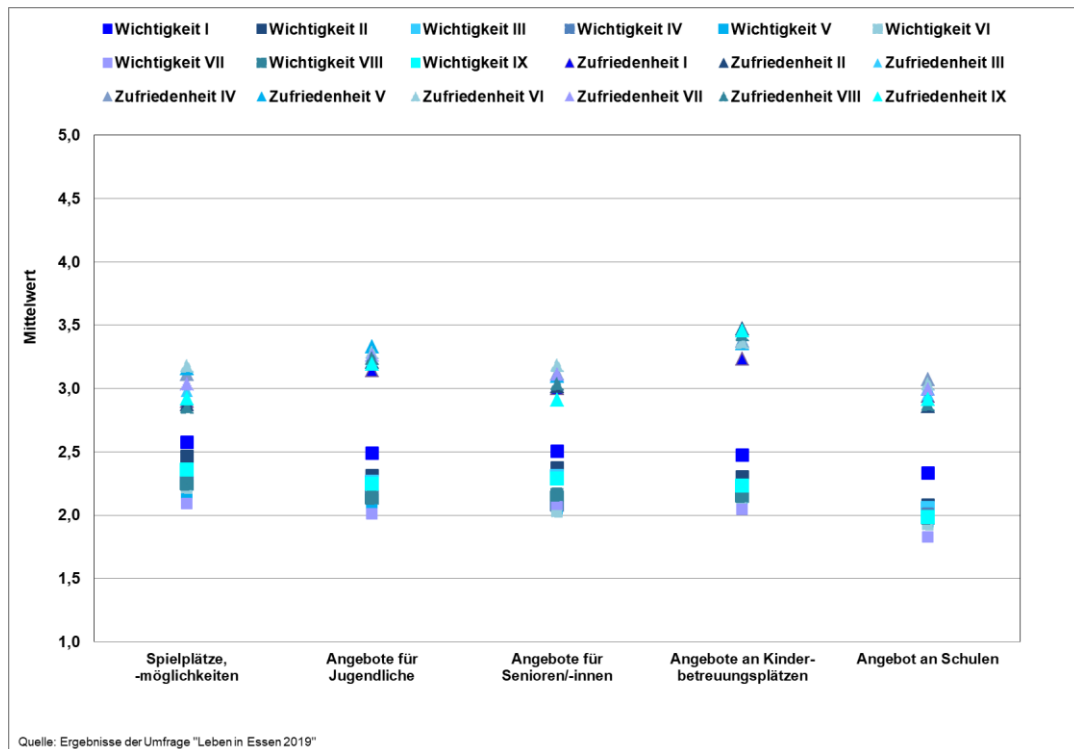 Wichtigkeit I Wichtigkeit II Wichtigkeit III Wichtigkeit IV Wichtigkeit V Wichtigkeit VI
Wichtigkeit VII Wichtigkeit VIII Wichtigkeit IX Zufriedenheit I Zufriedenheit II Zufriedenheit III
Zufriedenheit IV Zufriedenheit V Zufriedenheit VI Zufriedenheit VII Zufriedenheit VIII Zufriedenheit IX
5,0
4,5
4,0
3,5
3,0
2,5
2,0
1,5
1,0
Mittelwert
Spielplätze,
-möglichkeiten
Angebote für
Jugendliche
Angebote für
Senioren/-innen
Angebote an Kinder-
betreuungsplätzen
Angebot an Schulen
Quelle: Ergebnisse der Umfrage "Leben in Essen 2019"